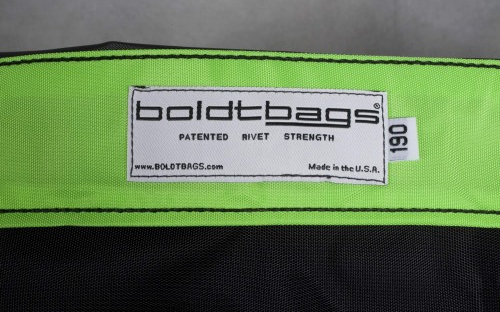 boldtbags®
PATENTED RIVET STRENGTH
www.BOLDTBAGS.com
Made in the U.S.A.
190